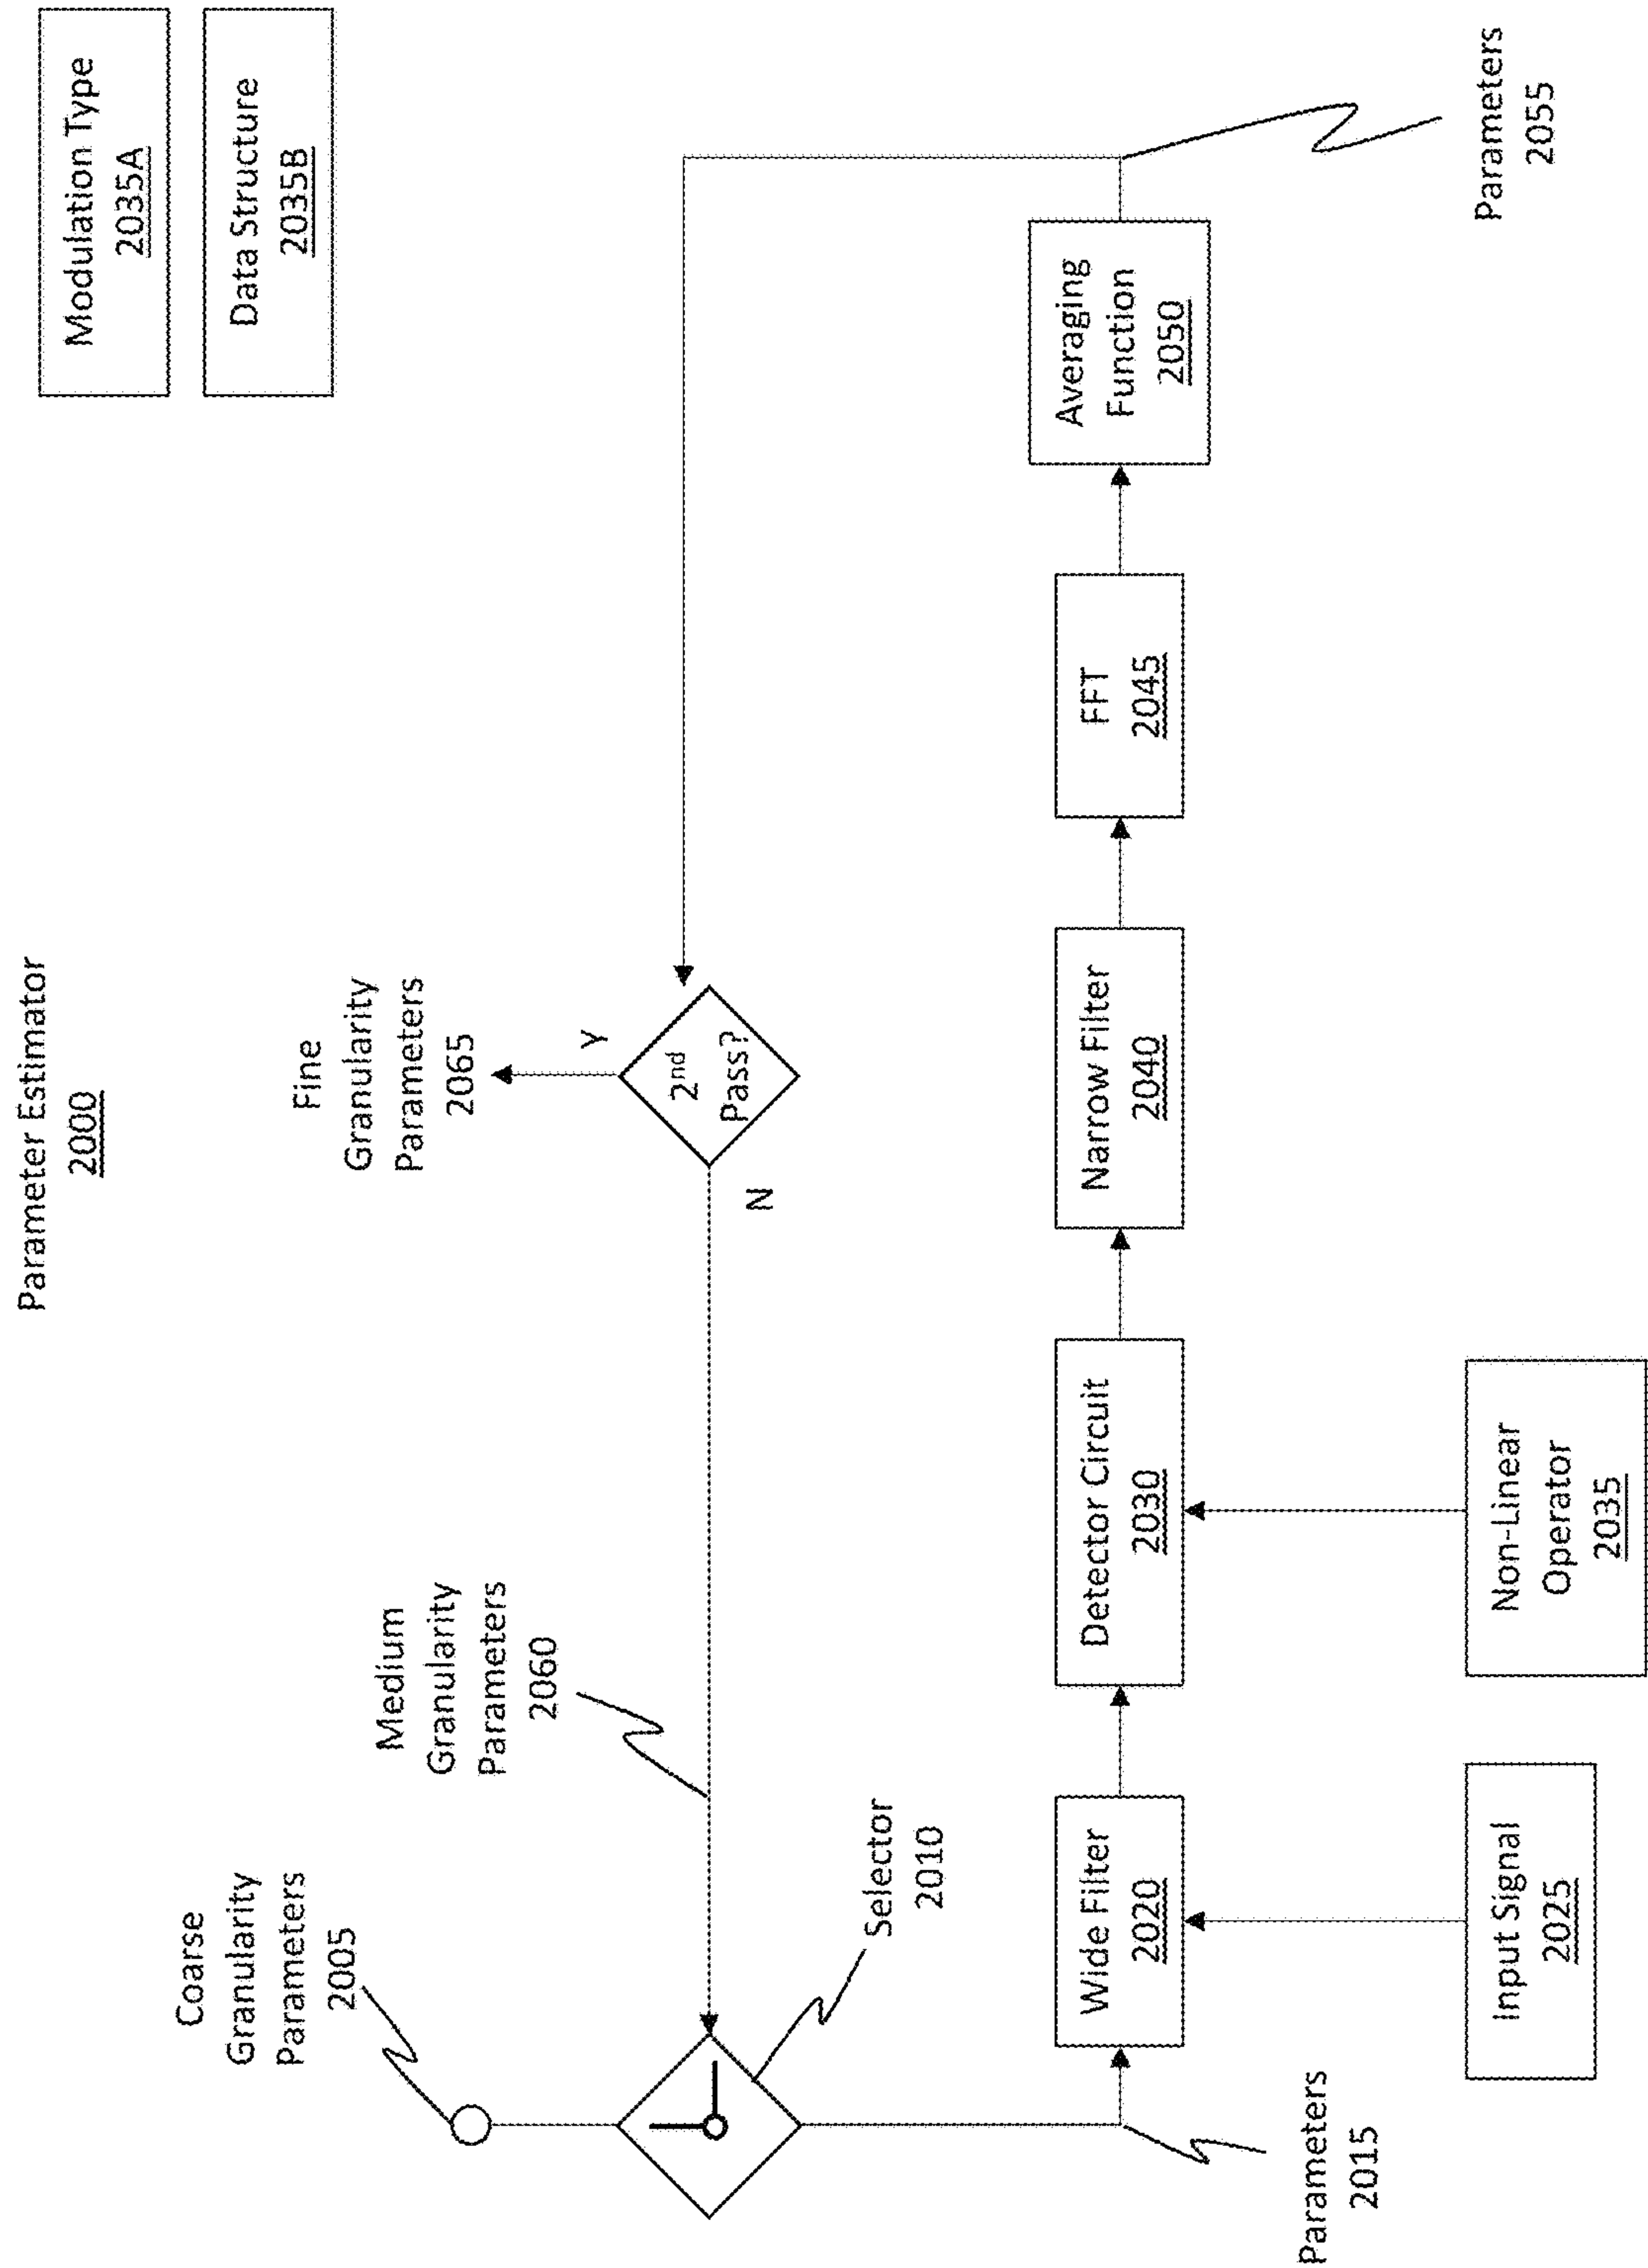 Parameter Estimator
2000
Modulation Type
2035A
Data Structure
2035B
Coarse
Granularity
Parameters
2005
Medium
Granularity
Parameters
2060
Fine
Granularity
Parameters
2065
Y
2nd
Pass?
N
Selector
2010
Wide Filter
2020
Detector Circuit
2030
Narrow Filter
2040
FFT
2045
Averaging
Function
2050
Parameters
2015
Input Signal
2025
Non-Linear
Operator
2035
Parameters
2055